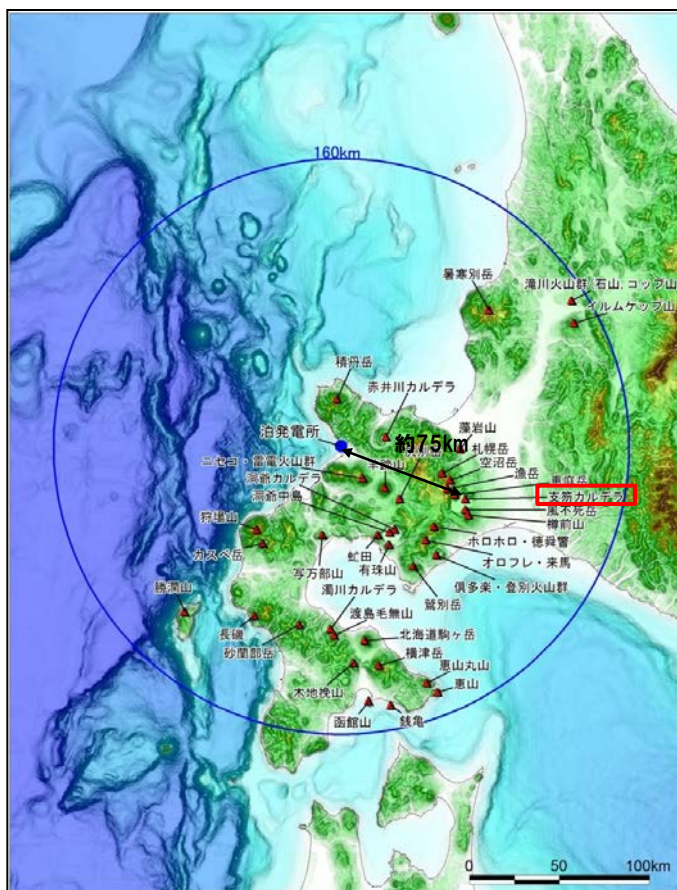 160km
暑寒別岳
滝川火山群(石山,コップ山)
イルムケップ山
積丹岳
赤井川カルデラ
泊発電所
約75km
藻岩山
札幌岳
空沼岳
ニセコ・雷電火山群
漁岳
洞爺カルデラ
支笏カルデラ
洞爺中島
風不死岳
狩場山
樽前山
カスベ岳
ホロホロ・徳舜瞥
虻田
写万部山
有珠山
オロフレ・来馬
勝澗山
濁川カルデラ
鷲別岳
倶多楽・登別火山群
渡島毛無山
長磯
北海道駒ヶ岳
砂蘭部岳
横津岳
恵山丸山
木地挽山
恵山
函館山
銭亀
0 50 100km